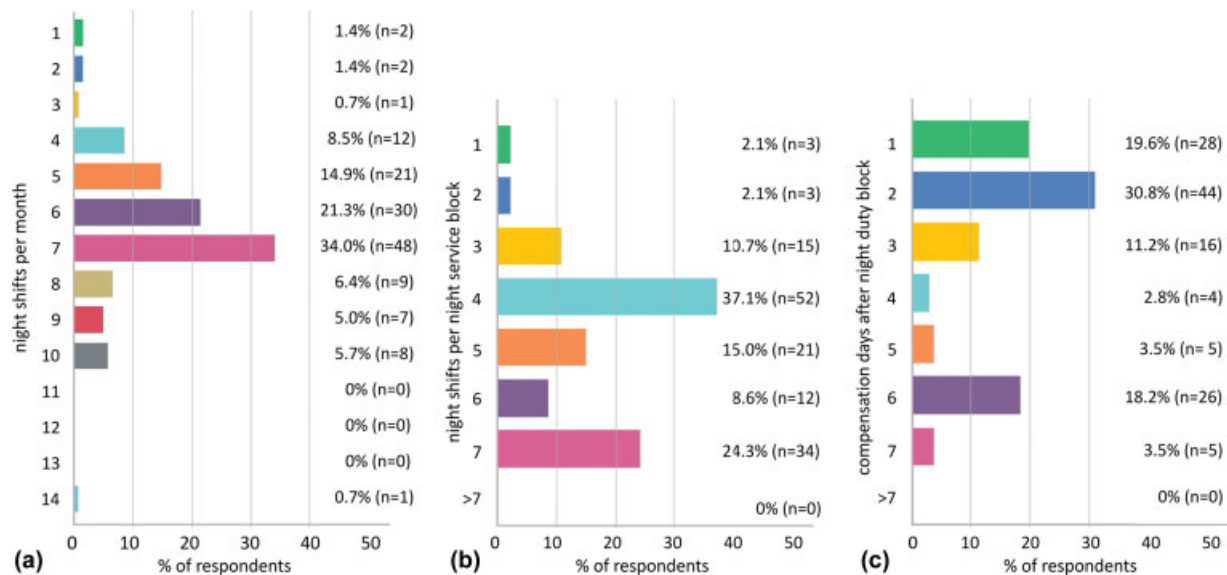 night shifts per month
1 1.4% (n=2)
2 1.4% (n=2)
3 0.7% (n=1)
4 8.5% (n=12)
5 14.9% (n=21)
6 21.3% (n=30)
7 34.0% (n=48)
8 6.4% (n=9)
9 5.0% (n=7)
10 5.7% (n=8)
11 0% (n=0)
12 0% (n=0)
13 0% (n=0)
14 0.7% (n=1)
0 10 20 30 40 50
(a) % of respondents
night shifts per night service block
1 2.1% (n=3)
2 2.1% (n=3)
3 10.7% (n=15)
4 37.1% (n=52)
5 15.0% (n=21)
6 8.6% (n=12)
7 24.3% (n=34)
>7 0% (n=0)
0 10 20 30 40 50
(b) % of respondents
compensation days after night duty block
1 19.6% (n=28)
2 30.8% (n=44)
3 11.2% (n=16)
4 2.8% (n=4)
5 3.5% (n= 5)
6 18.2% (n=26)
7 3.5% (n=5)
>7 0% (n=0)
0 10 20 30 40 50
(c) % of respondents